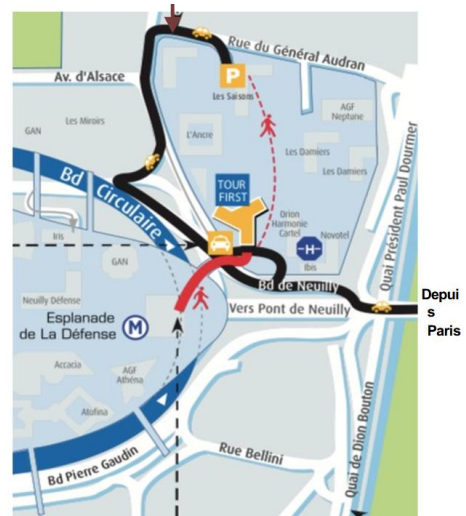 Rue du Général Audran
Av. d'Alsace
P
Les Saisons
AGF
Neptune
GAN
Les Miroirs
L'Ancre
Les Damiers
Les Damiers
Quai Président Paul Doumer
Bd Circulaire
TOUR
FIRST
Orion
Harmonie
Cartel
Novotel
H
Ibis
Iris
GAN
Bd de Neuilly
Depui
s
Paris
Neuilly Défense
Vers Pont de Neuilly
Esplanade
de La Défense
M
Accacia
AGF
Athéna
Atofina
Bd Pierre Gaudin
Rue Bellini
Quai de Dion Bouton